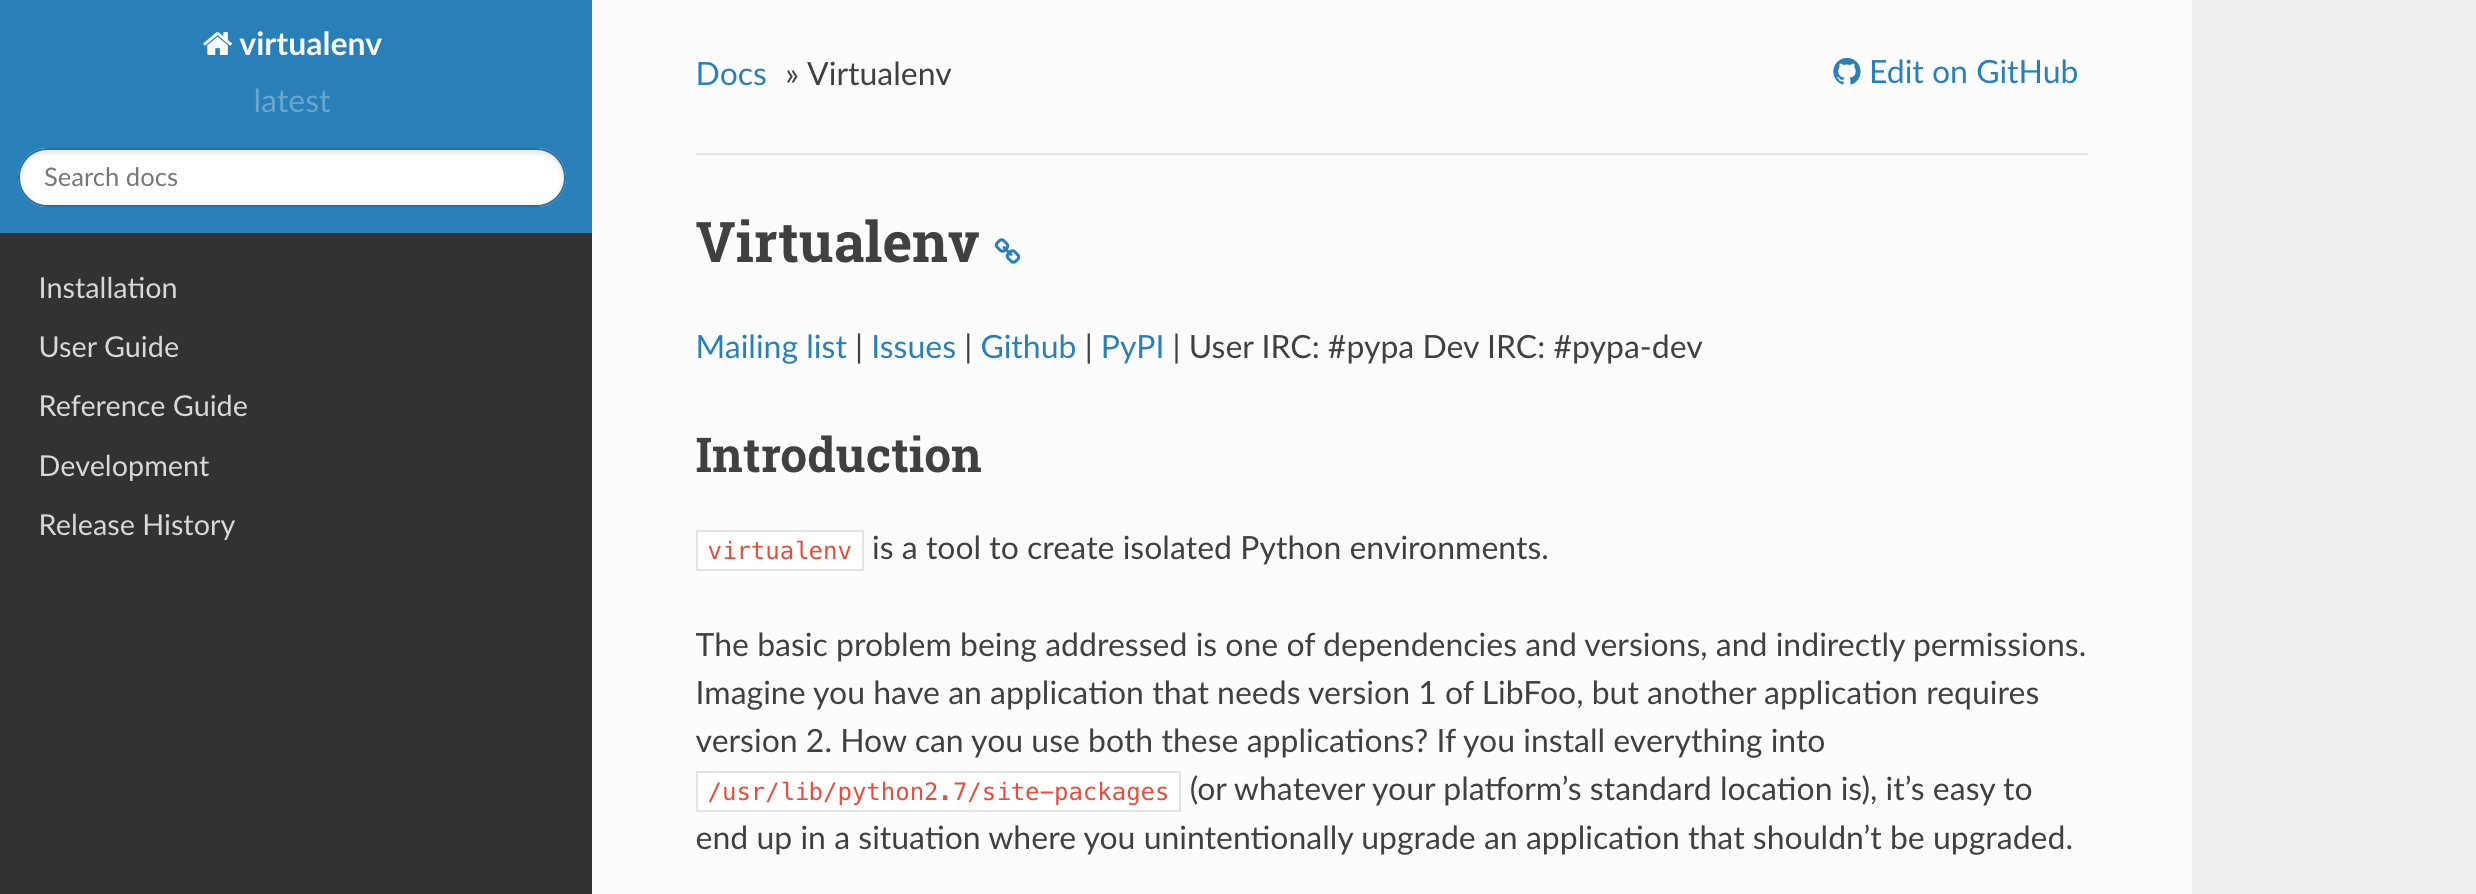 virtualenv
latest
Search docs
Installation
User Guide
Reference Guide
Development
Release History
Docs » Virtualenv
Edit on GitHub
Virtualenv
Mailing list | Issues | Github | PyPI | User IRC: #pypa Dev IRC: #pypa-dev
Introduction
virtualenv is a tool to create isolated Python environments.
The basic problem being addressed is one of dependencies and versions, and indirectly permissions.
Imagine you have an application that needs version 1 of LibFoo, but another application requires
version 2. How can you use both these applications? If you install everything into
/usr/lib/python2.7/site-packages (or whatever your platform’s standard location is), it’s easy to
end up in a situation where you unintentionally upgrade an application that shouldn’t be upgraded.